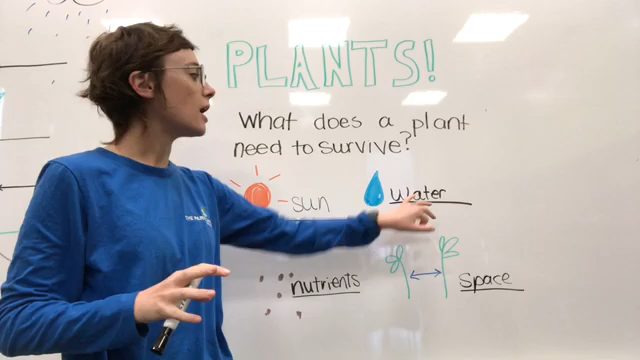 PLANTS!
What does a plant
need to survive?
sun
Water
nutrients
space